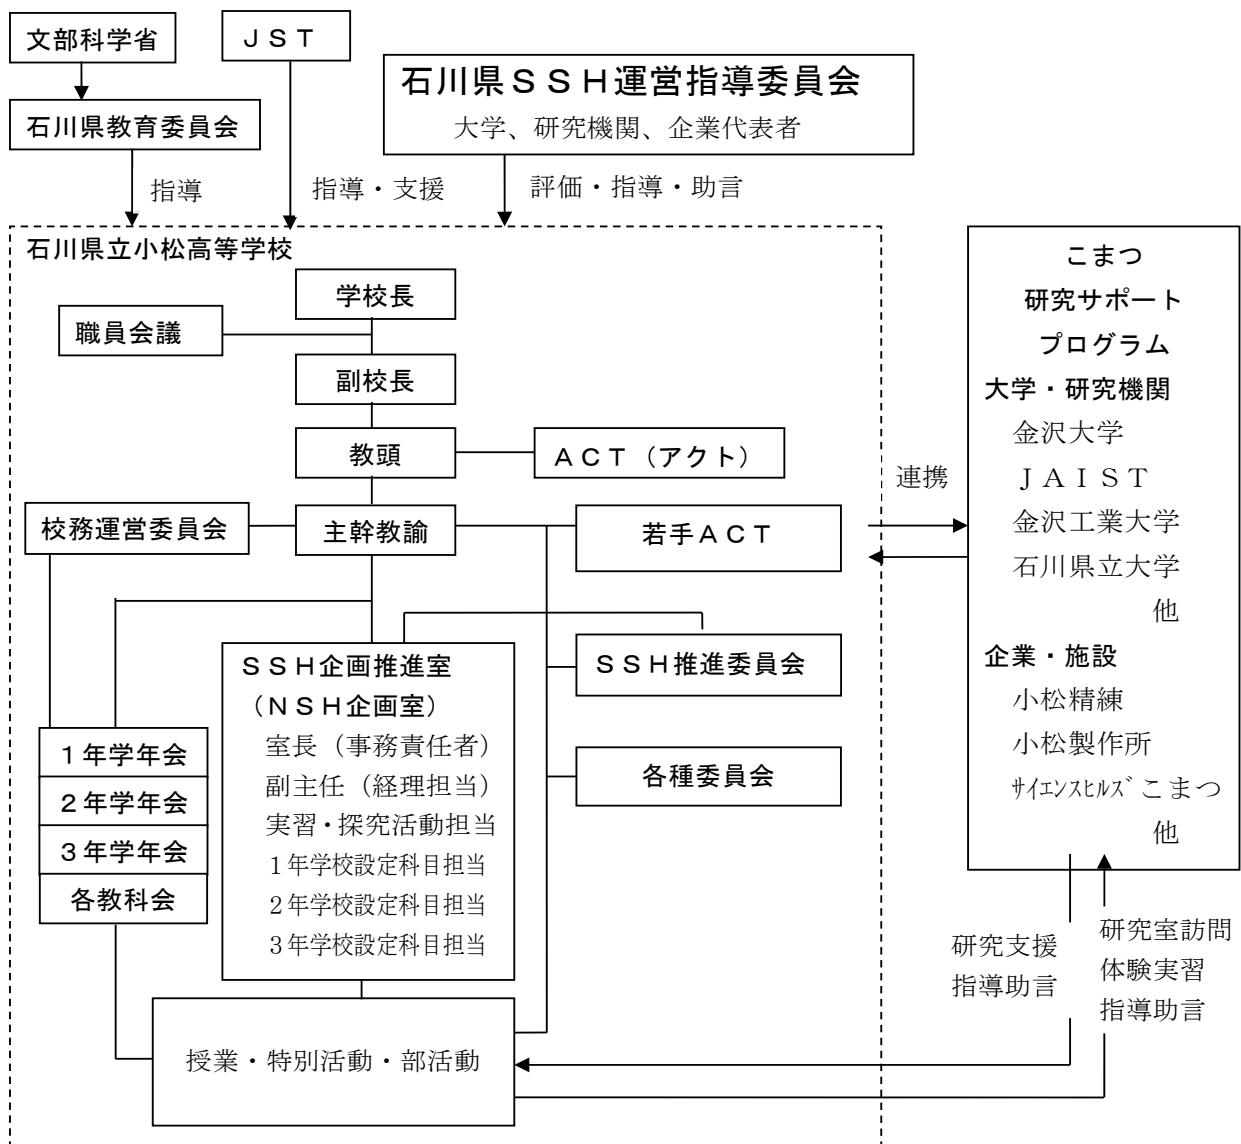 文部科学省
ＪＳＴ
石川県ＳＳＨ運営指導委員会
大学、研究機関、企業代表者
石川県教育委員会
指導
指導・支援
評価・指導・助言
石川県立小松高等学校
学校長
職員会議
副校長
教頭
ＡＣＴ（アクト）
校務運営委員会
主幹教諭
若手ＡＣＴ
連携
ＳＳＨ企画推進室
（ＮＳＨ企画室）
室長（事務責任者）
副主任（経理担当）
実習・探究活動担当
１年学校設定科目担当
２年学校設定科目担当
３年学校設定科目担当
ＳＳＨ推進委員会
各種委員会
１年学年会
２年学年会
３年学年会
各教科会
授業・特別活動・部活動
こまつ
研究サポート
プログラム
大学・研究機関
金沢大学
ＪＡＩＳＴ
金沢工業大学
石川県立大学
他
企業・施設
小松精練
小松製作所
ｻｲｴﾝｽﾋﾙｽﾞこまつ
他
研究支援
指導助言
研究室訪問
体験実習
指導助言